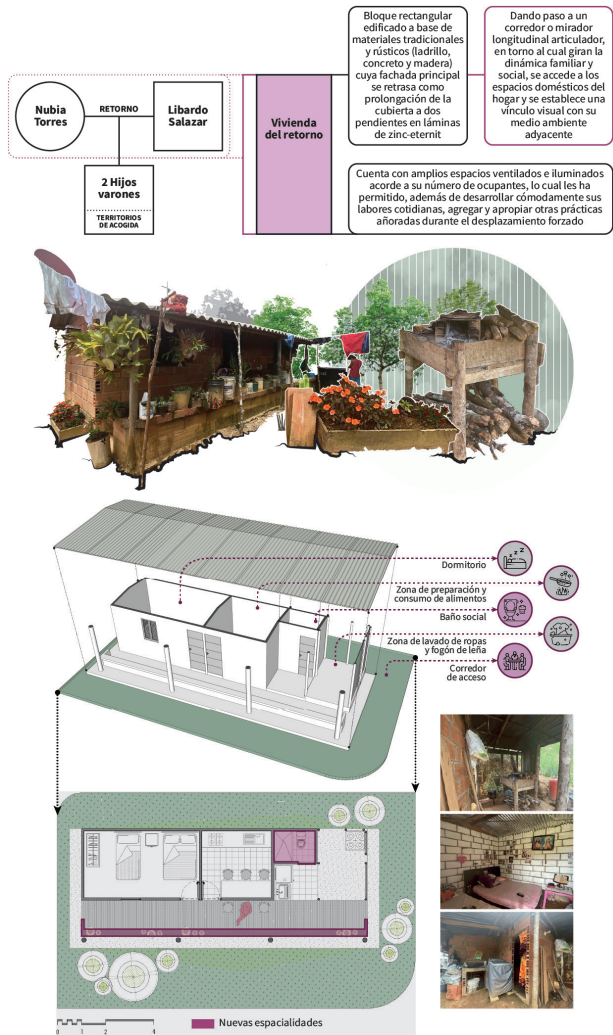 Nubia
Torres
RETORNO
Libardo
Salazar
2 Hijos
varones
TERRITORIOS
DE ACOGIDA
Vivienda
del retorno
Bloque rectangular
edificado a base de
materiales tradicionales
y rústicos (ladrillo,
concreto y madera)
cuya fachada principal
se retrasa como
prolongación de la
cubierta a dos
pendientes en láminas
de zinc-eternit
Dando paso a un
corredor o mirador
longitudinal articulador,
en torno al cual giran la
dinámica familiar y
social, se accede a los
espacios domésticos del
hogar y se establece una
vínculo visual con su
medio ambiente
adyacente
Cuenta con amplios espacios ventilados e iluminados
acorde a su número de ocupantes, lo cual les ha
permitido, además de desarrollar cómodamente sus
labores cotidianas, agregar y apropiar otras prácticas
añoradas durante el desplazamiento forzado
Dormitorio
Zona de preparación y
consumo de alimentos
Baño social
Zona de lavado de ropas
y fogón de leña
Corredor
de acceso
0 1 2 4
Nuevas espacialidades